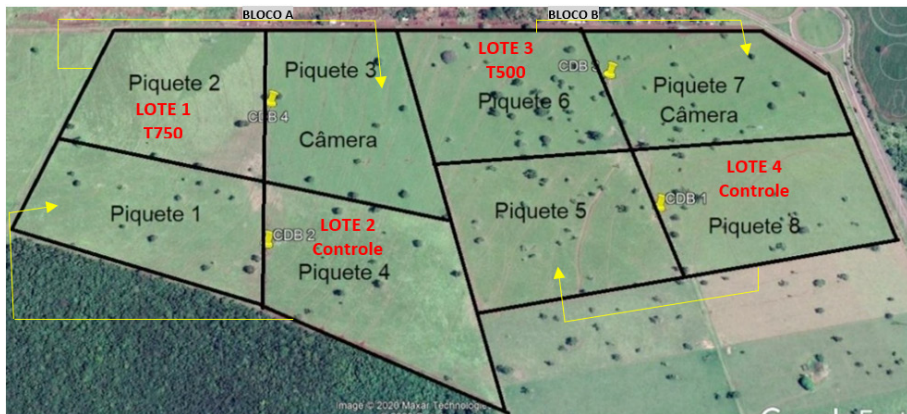 BLOCO A
BLOCO B
Piquete 2
LOTE 1
T750
Piquete 3
CDB 4
Câmera
LOTE 3
T500
CDB 3
Piquete 6
Piquete 7
Câmera
Piquete 1
CDB 2
LOTE 2
Controle
Piquete 4
Piquete 5
LOTE 4
Controle
CDB 1
Piquete 8
Image © 2020 Maxar Technologie